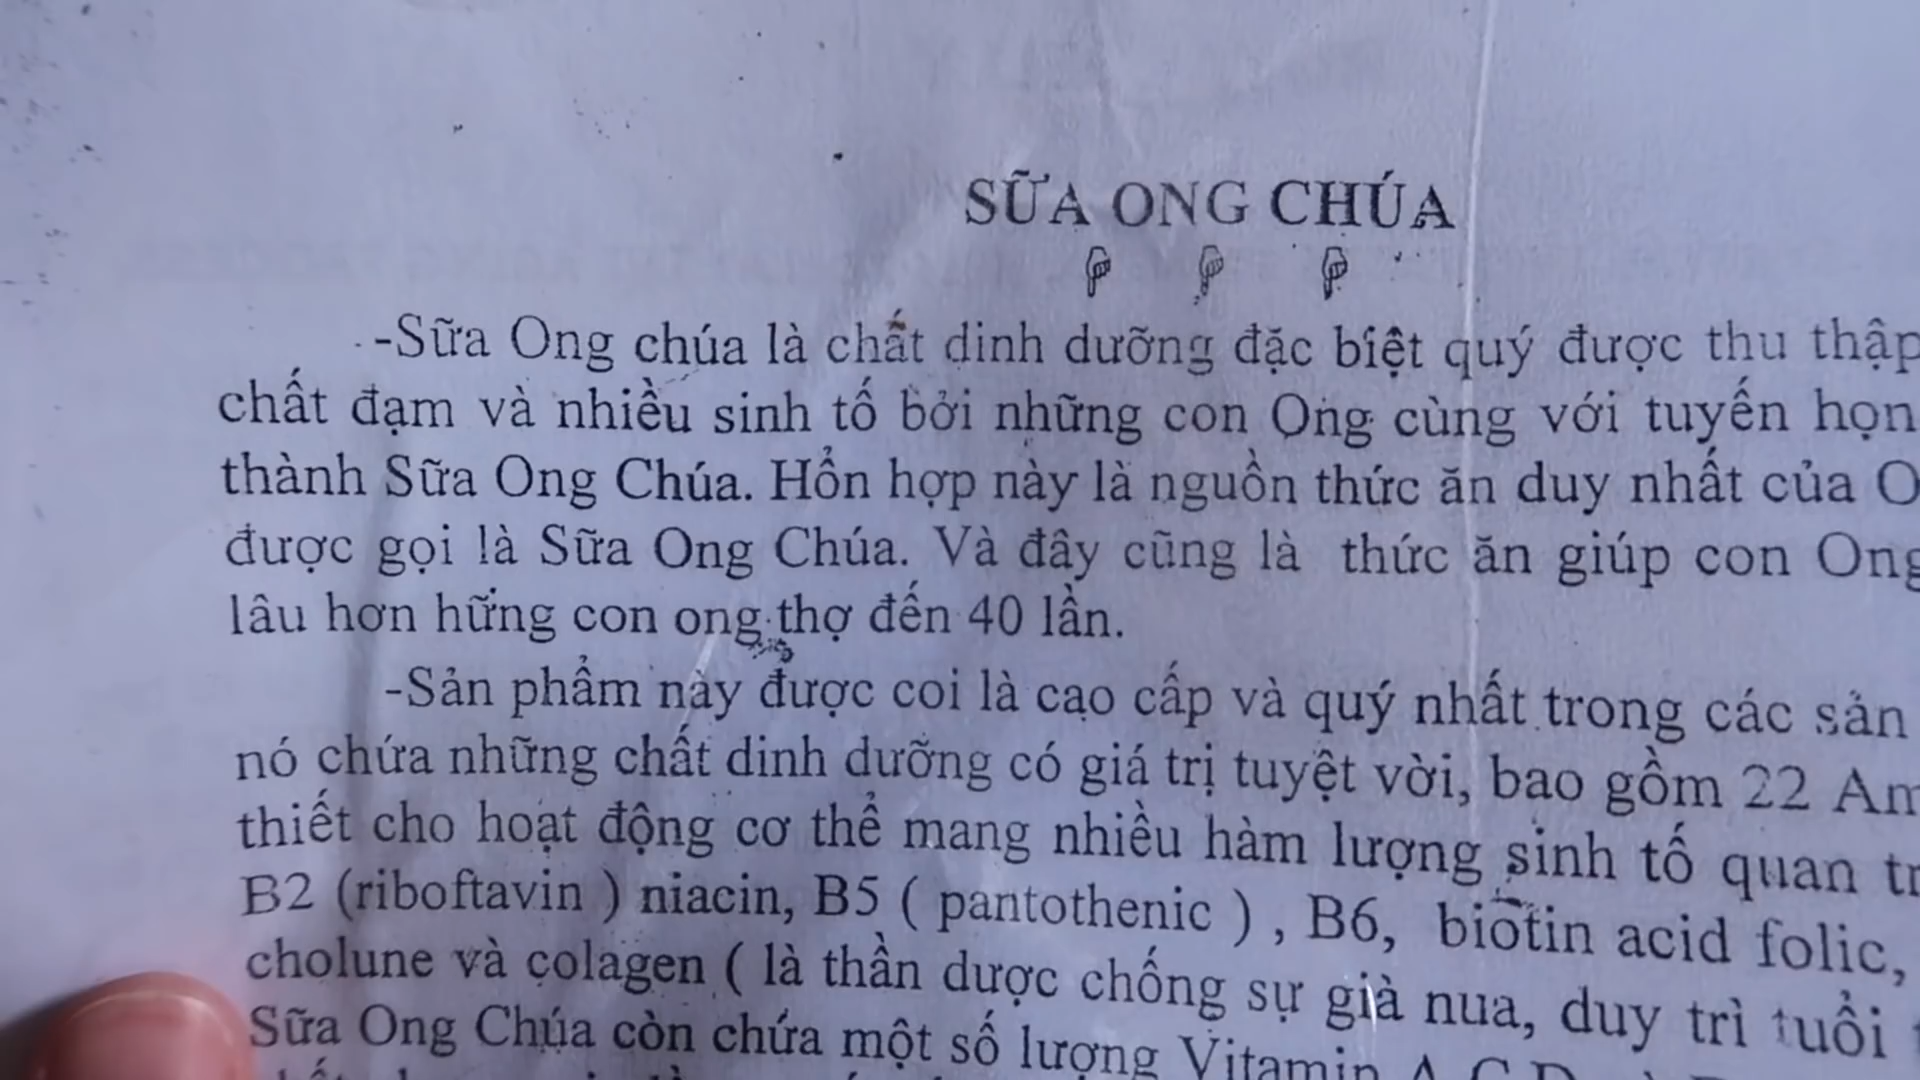 SỮA ONG CHÚA
-Sữa Ong chúa là chất dinh dưỡng đặc biệt quý được thu thập
chất đạm và nhiều sinh tố bởi những con Ong cùng với tuyến họn
thành Sữa Ong Chúa. Hổn hợp này là nguồn thức ăn duy nhất của O
được gọi là Sữa Ong Chúa. Và đây cũng là thức ăn giúp con Ong
lâu hơn hững con ong thợ đến 40 lần.
-Sản phẩm này được coi là cạo cấp và quý nhất trong các sản
nó chứa những chất dinh dưỡng có giá trị tuyệt vời, bao gồm 22 Am
thiết cho hoạt động cơ thể mang nhiều hàm lượng sinh tố quan tr
B2 (riboftavin ) niacin, B5 ( pantothenic ) , B6, biotin acid folic,
cholune và colagen ( là thần dược chống sự già nua, duy trì tuổi
Sữa Ong Chúa còn chứa một số lượng Vitamin A,C,D